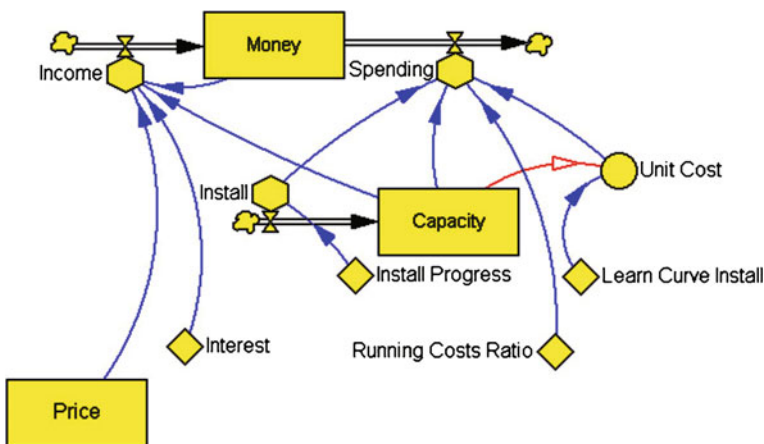 Money
Income
Spending
Install
Unit Cost
Capacity
Install Progress
Learn Curve Install
Interest
Running Costs Ratio
Price